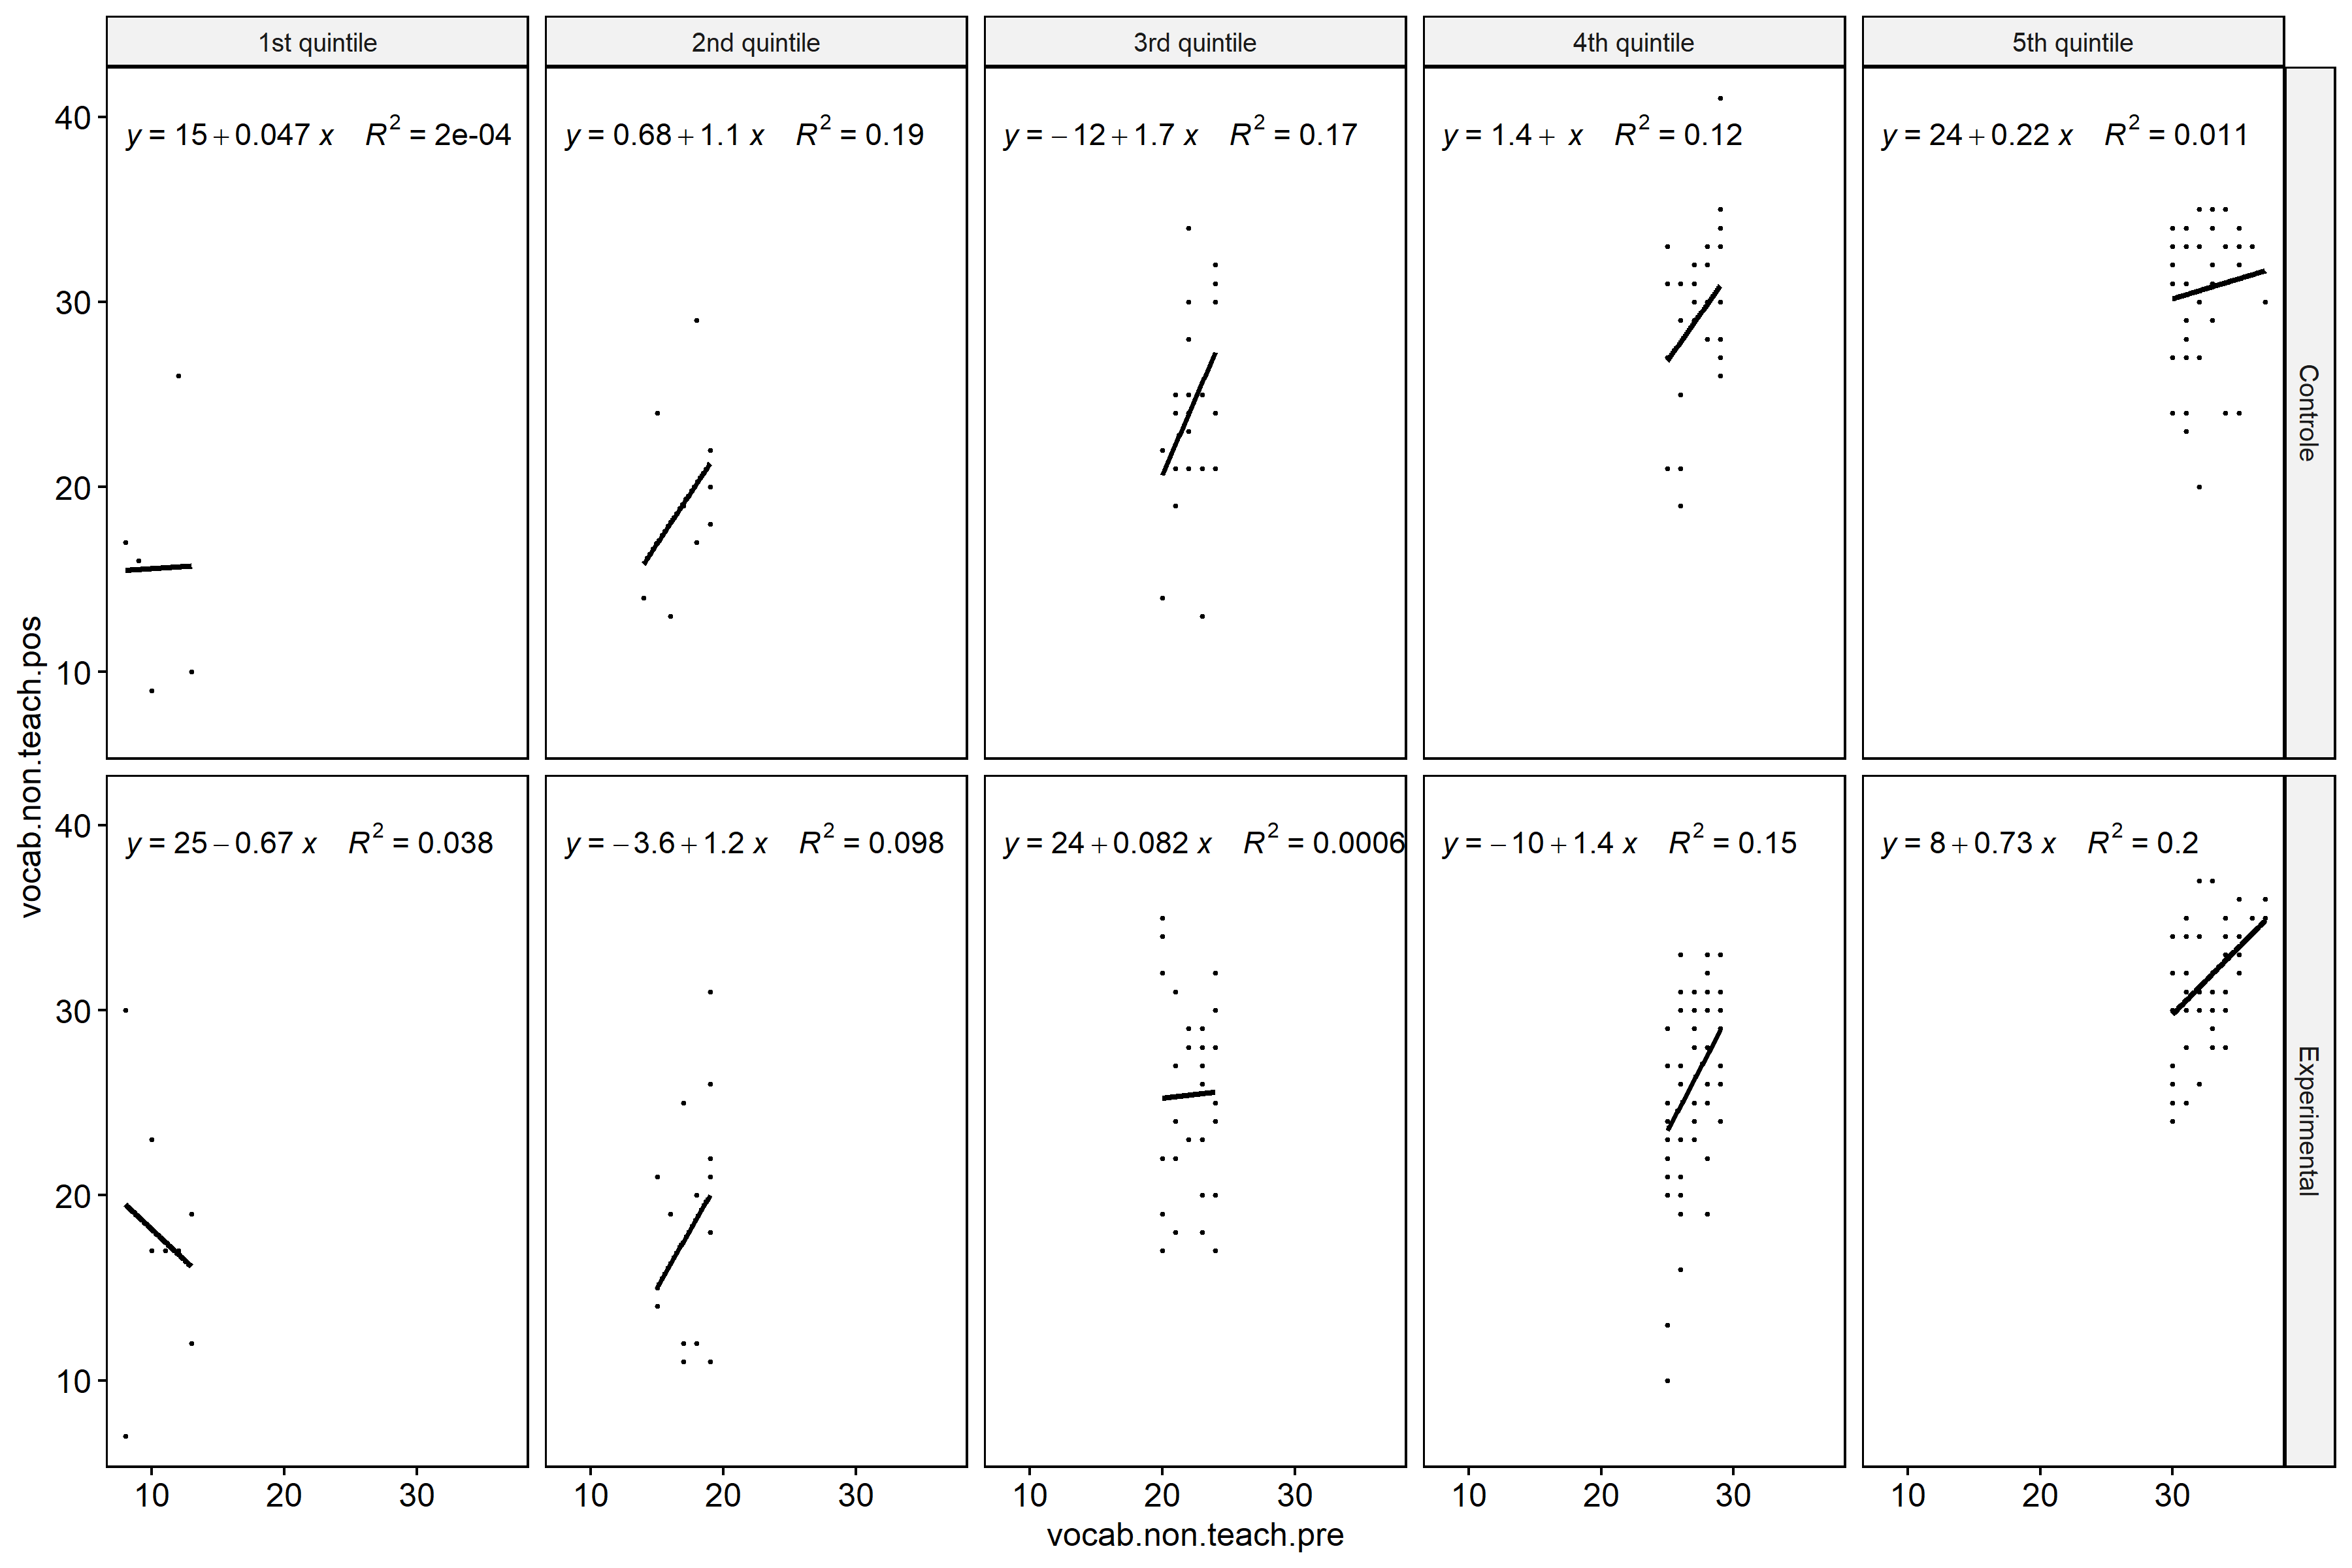 1st quintile 2nd quintile 3rd quintile 4th quintile 5th quintile
y = 15 + 0.047 x R² = 2e-04
y = 0.68 + 1.1 x R² = 0.19
y = −12 + 1.7 x R² = 0.17
y = 1.4 + x R² = 0.12
y = 24 + 0.22 x R² = 0.011
40
30
20
10
Controle
y = 25 − 0.67 x R² = 0.038
y = −3.6 + 1.2 x R² = 0.098
y = 24 + 0.082 x R² = 0.0006
y = −10 + 1.4 x R² = 0.15
y = 8 + 0.73 x R² = 0.2
40
30
20
10
Experimental
10 20 30 10 20 30 10 20 30 10 20 30 10 20 30
vocab.non.teach.pre
vocab.non.teach.pos